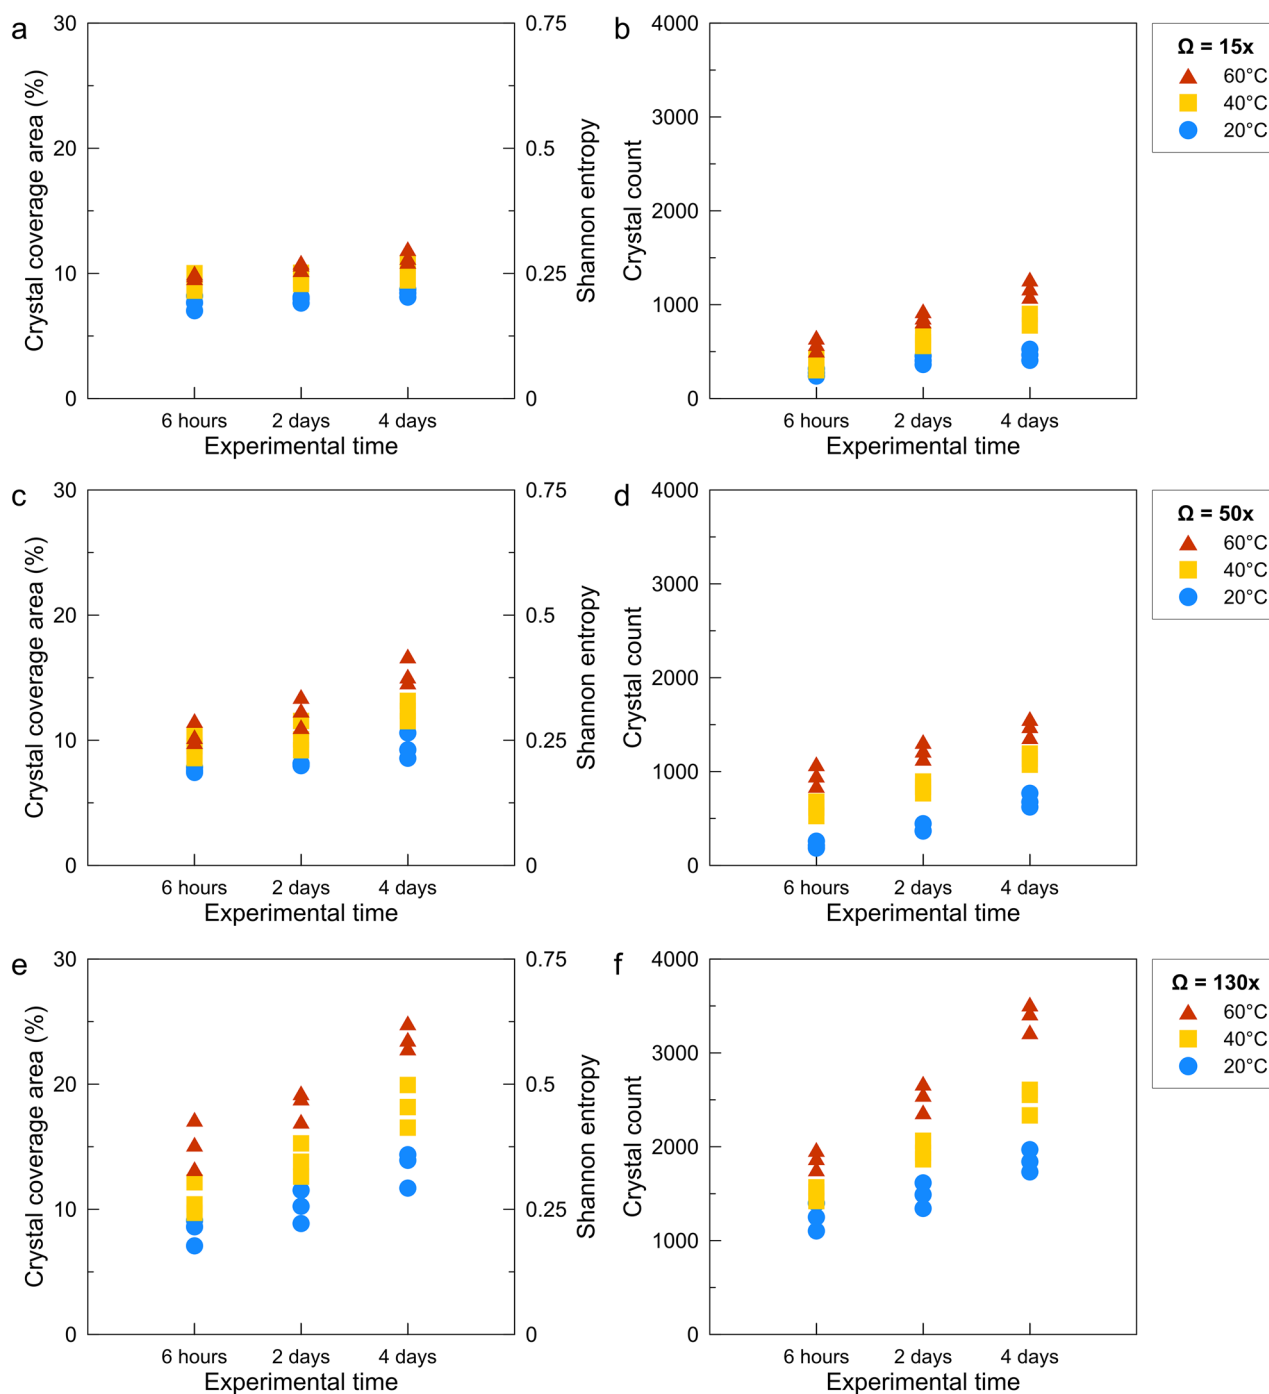 a
30
20
10
0
Crystal coverage area (%)
0.75
0.5
0.25
0
Shannon entropy
6 hours 2 days 4 days
Experimental time
b
4000
3000
2000
1000
0
Crystal count
6 hours 2 days 4 days
Experimental time
Ω = 15x
60°C
40°C
20°C
c
30
20
10
0
Crystal coverage area (%)
0.75
0.5
0.25
0
Shannon entropy
6 hours 2 days 4 days
Experimental time
d
4000
3000
2000
1000
0
Crystal count
6 hours 2 days 4 days
Experimental time
Ω = 50x
60°C
40°C
20°C
e
30
20
10
0
Crystal coverage area (%)
0.75
0.5
0.25
0
Shannon entropy
6 hours 2 days 4 days
Experimental time
f
4000
3000
2000
1000
0
Crystal count
6 hours 2 days 4 days
Experimental time
Ω = 130x
60°C
40°C
20°C